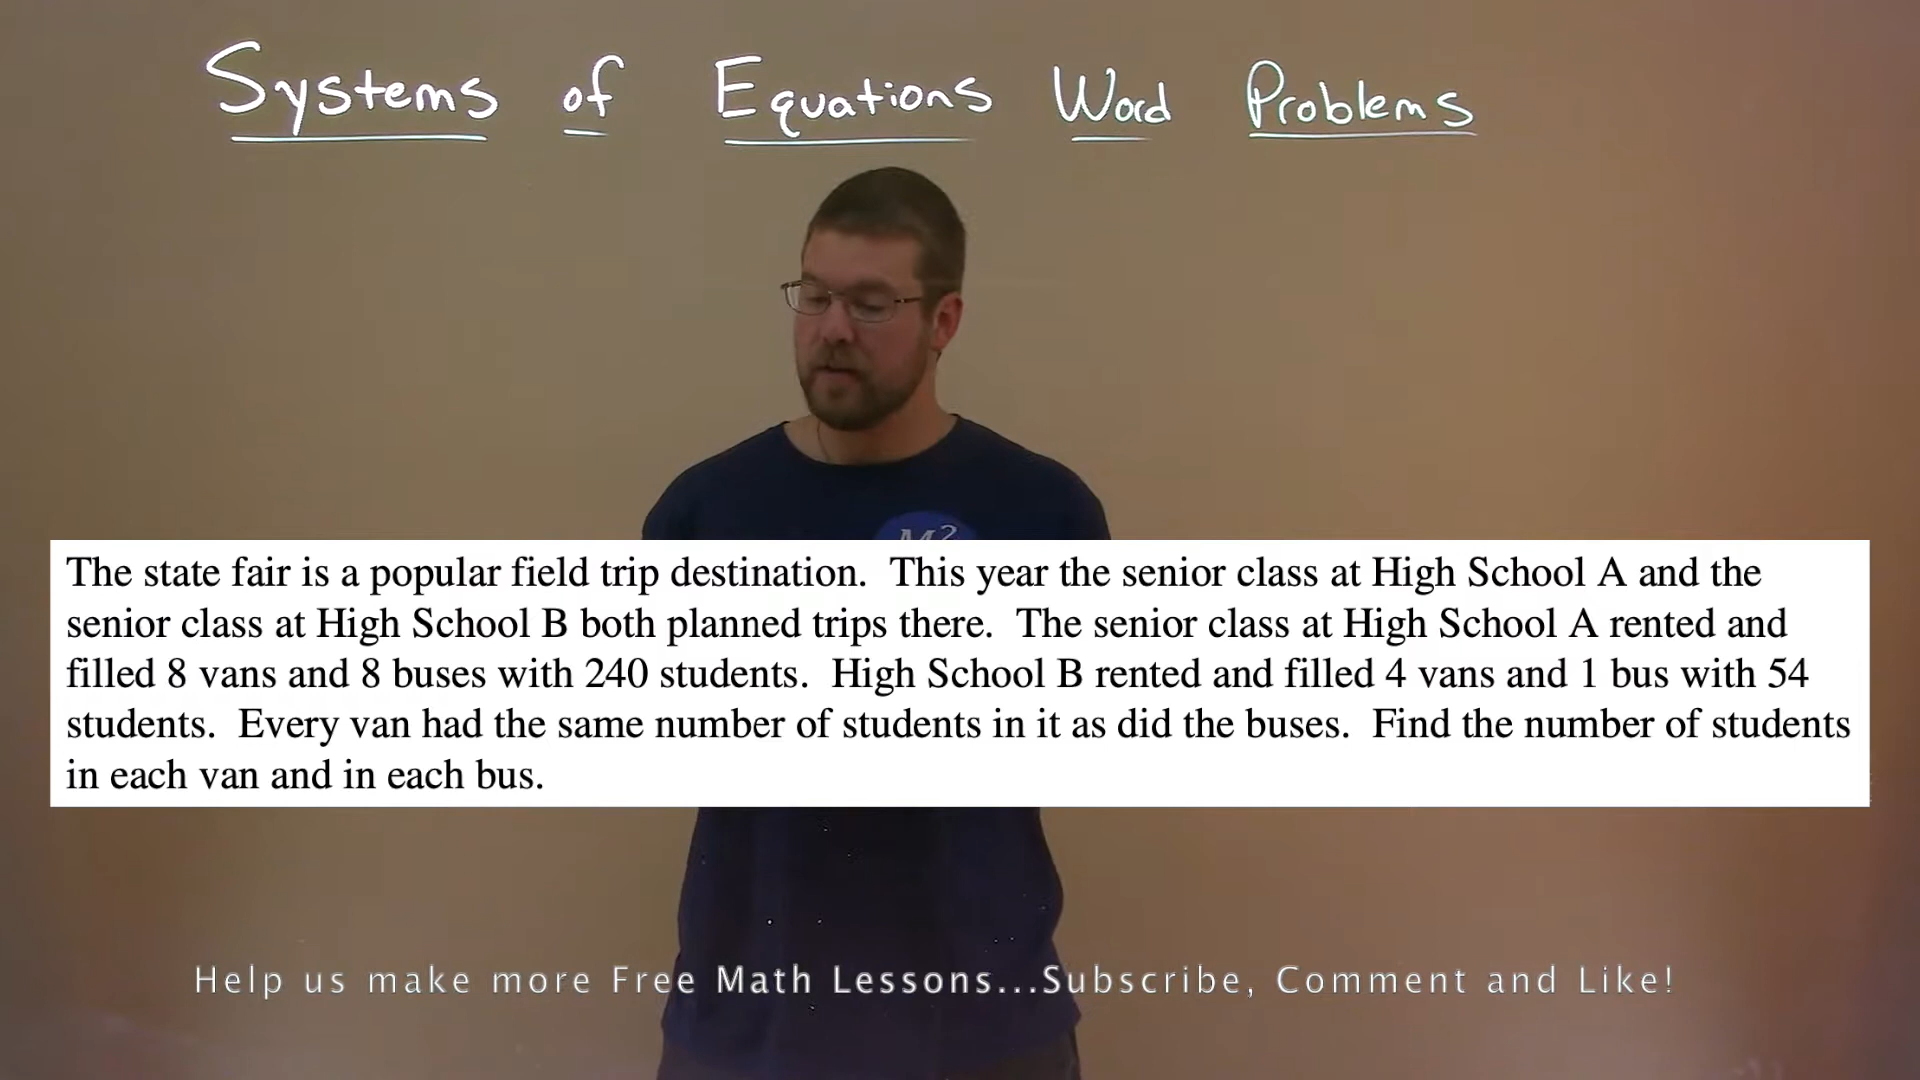 Systems of Equations Word Problems
M²
The state fair is a popular field trip destination. This year the senior class at High School A and the
senior class at High School B both planned trips there. The senior class at High School A rented and
filled 8 vans and 8 buses with 240 students. High School B rented and filled 4 vans and 1 bus with 54
students. Every van had the same number of students in it as did the buses. Find the number of students
in each van and in each bus.
Help us make more Free Math Lessons...Subscribe, Comment and Like!